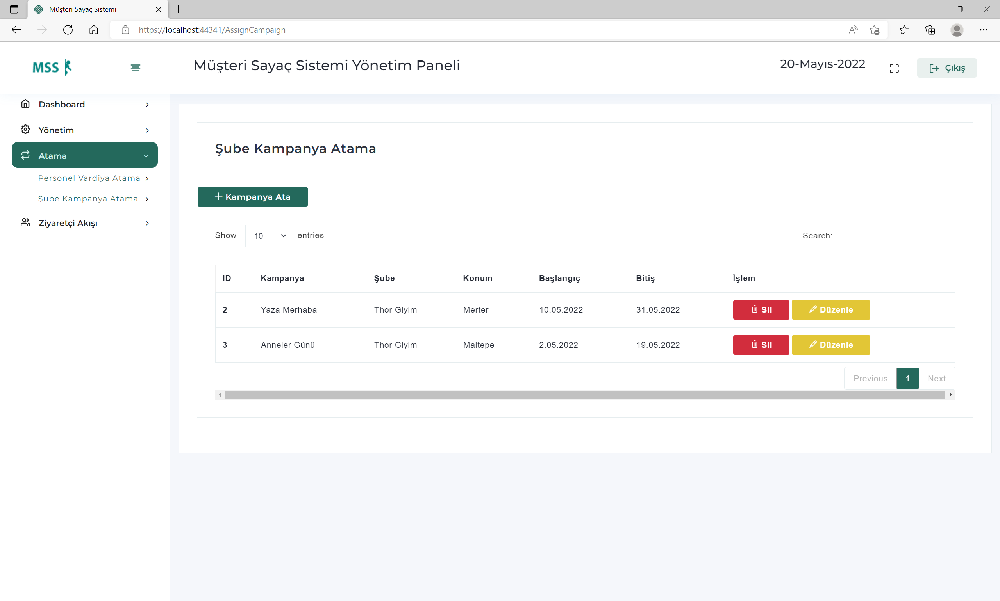 Müşteri Sayaç Sistemi
https://localhost:44341/AssignCampaign
MSS
Müşteri Sayaç Sistemi Yönetim Paneli
20-Mayıs-2022
Çıkış
Dashboard
Yönetim
Atama
Personel Vardiya Atama
Şube Kampanya Atama
Ziyaretçi Akışı
Şube Kampanya Atama
Kampanya Ata
Show 10 entries
Search:
ID Kampanya Şube Konum Başlangıç Bitiş İşlem
2 Yaza Merhaba Thor Giyim Merter 10.05.2022 31.05.2022 Sil Düzenle
3 Anneler Günü Thor Giyim Maltepe 2.05.2022 19.05.2022 Sil Düzenle
Previous 1 Next